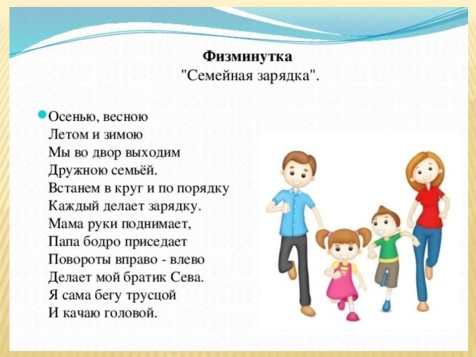 Физминутка
"Семейная зарядка".
Осенью, весною
Летом и зимою
Мы во двор выходим
Дружною семьёй.
Встанем в круг и по порядку
Каждый делает зарядку.
Мама руки поднимает,
Папа бодро приседает
Повороты вправо - влево
Делает мой братик Сева.
Я сама бегу трусцой
И качаю головой.